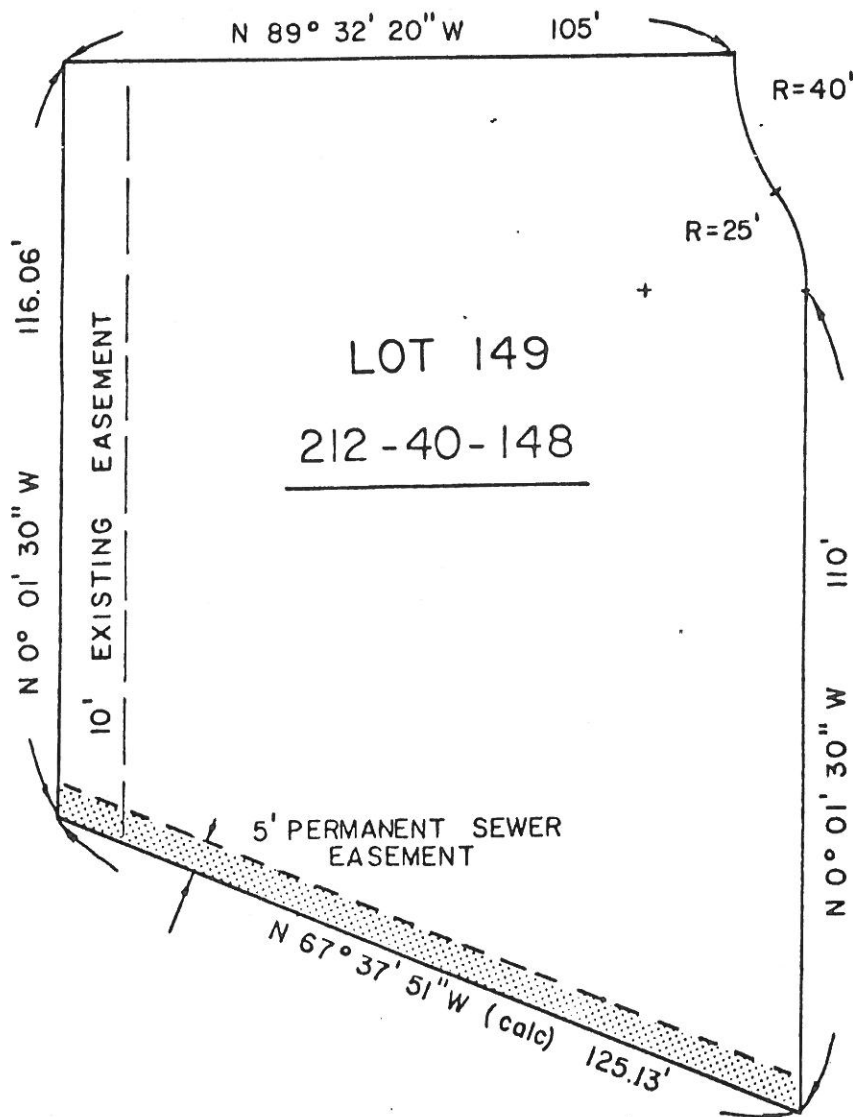 N 89° 32' 20" W 105'
R=40'
R=25'
116.06'
N 0° 01' 30" W
10' EXISTING EASEMENT
LOT 149
212-40-148
110'
N 0° 01' 30" W
5' PERMANENT SEWER
EASEMENT
N 67° 37' 51" W (calc) 125.13'